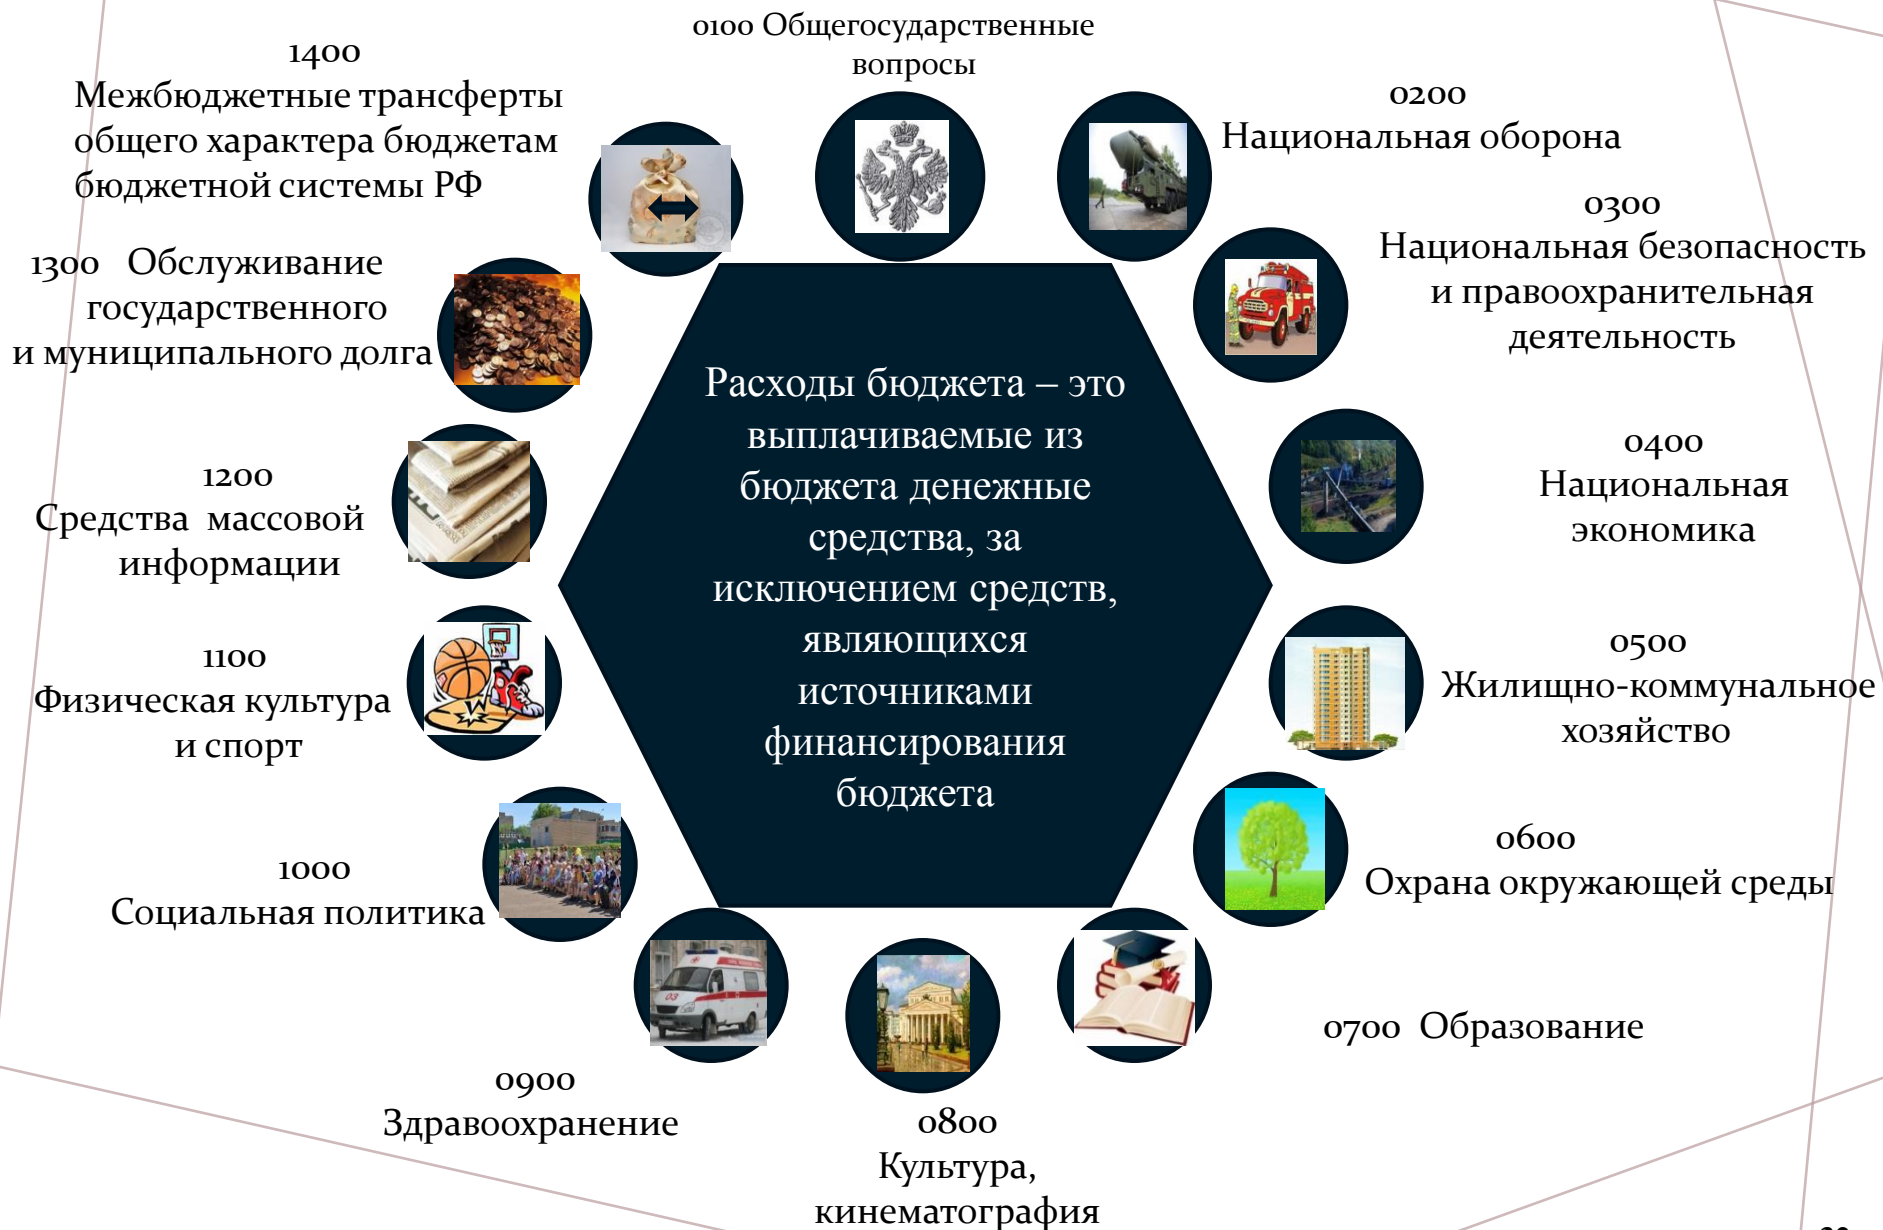 0100 Общегосударственные
вопросы
0200
Национальная оборона
0300
Национальная безопасность
и правоохранительная
деятельность
0400
Национальная
экономика
0500
Жилищно-коммунальное
хозяйство
0600
Охрана окружающей среды
0700 Образование
0800
Культура,
кинематография
0900
Здравоохранение
1000
Социальная политика
1100
Физическая культура
и спорт
1200
Средства массовой
информации
1300 Обслуживание
государственного
и муниципального долга
1400
Межбюджетные трансферты
общего характера бюджетам
бюджетной системы РФ
Расходы бюджета – это
выплачиваемые из
бюджета денежные
средства, за
исключением средств,
являющихся
источниками
финансирования
бюджета
03